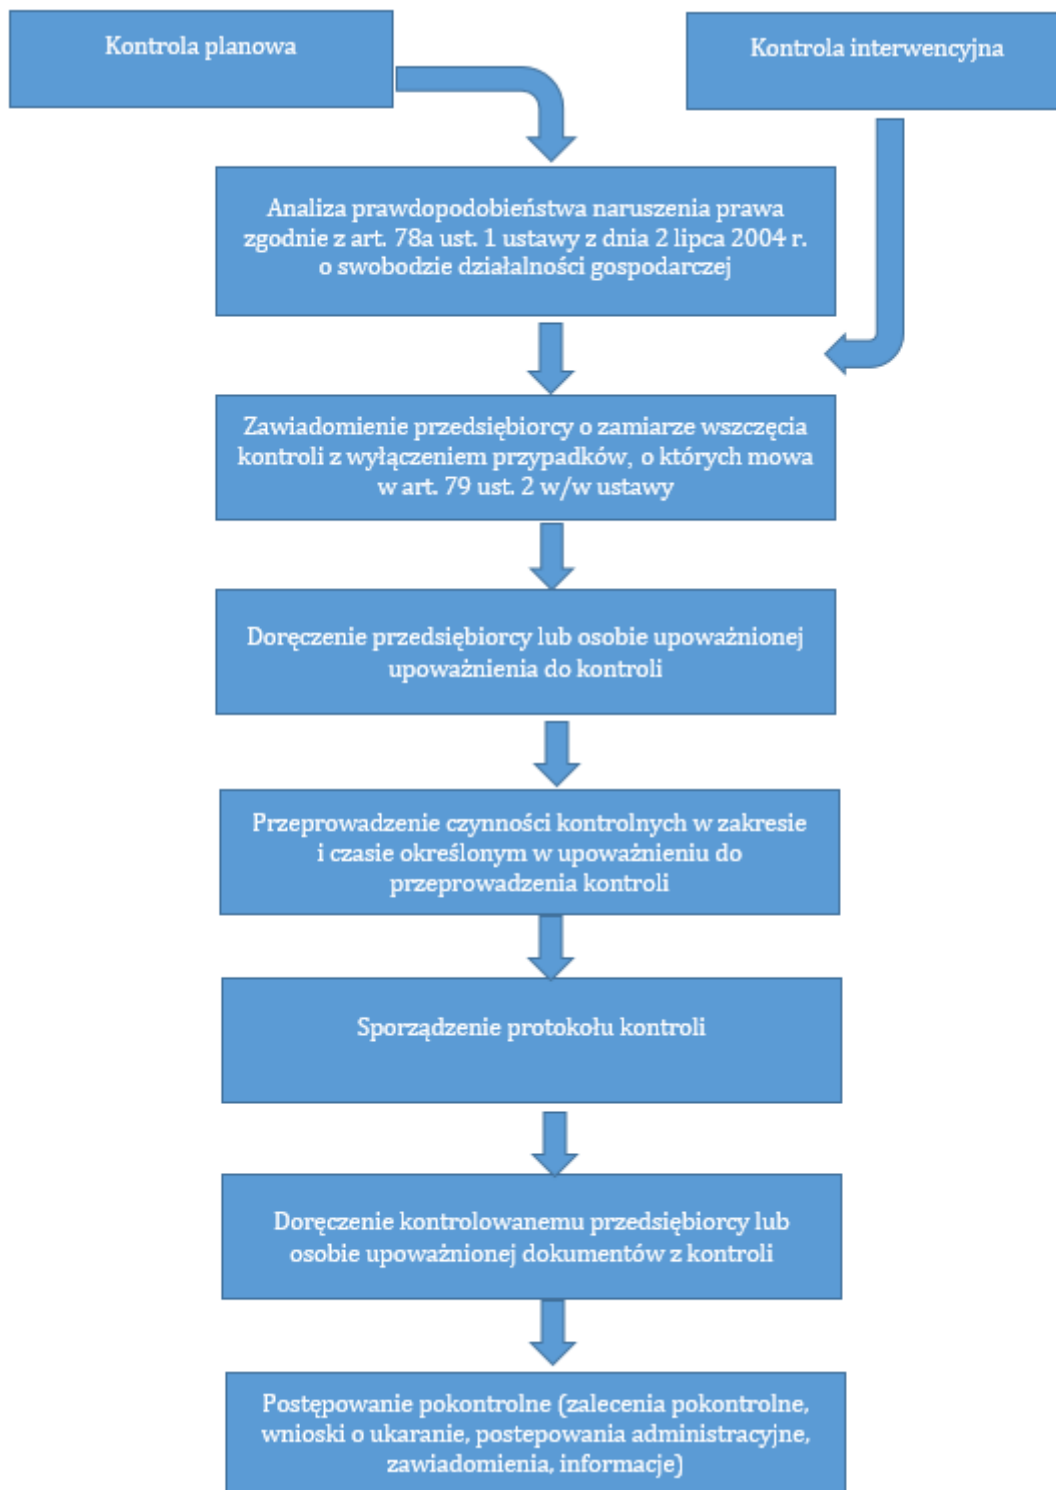 Kontrola planowa
Kontrola interwencyjna
Analiza prawdopodobieństwa naruszenia prawa
zgodnie z art. 78a ust. 1 ustawy z dnia 2 lipca 2004 r.
o swobodzie działalności gospodarczej
Zawiadomienie przedsiębiorcy o zamiarze wszczęcia
kontroli z wyłączeniem przypadków, o których mowa
w art. 79 ust. 2 w/w ustawy
Doręczenie przedsiębiorcy lub osobie upoważnionej
upoważnienia do kontroli
Przeprowadzenie czynności kontrolnych w zakresie
i czasie określonym w upoważnieniu do
przeprowadzenia kontroli
Sporządzenie protokołu kontroli
Doręczenie kontrolowanemu przedsiębiorcy lub
osobie upoważnionej dokumentów z kontroli
Postępowanie pokontrolne (zalecenia pokontrolne,
wnioski o ukaranie, postepowania administracyjne,
zawiadomienia, informacje)